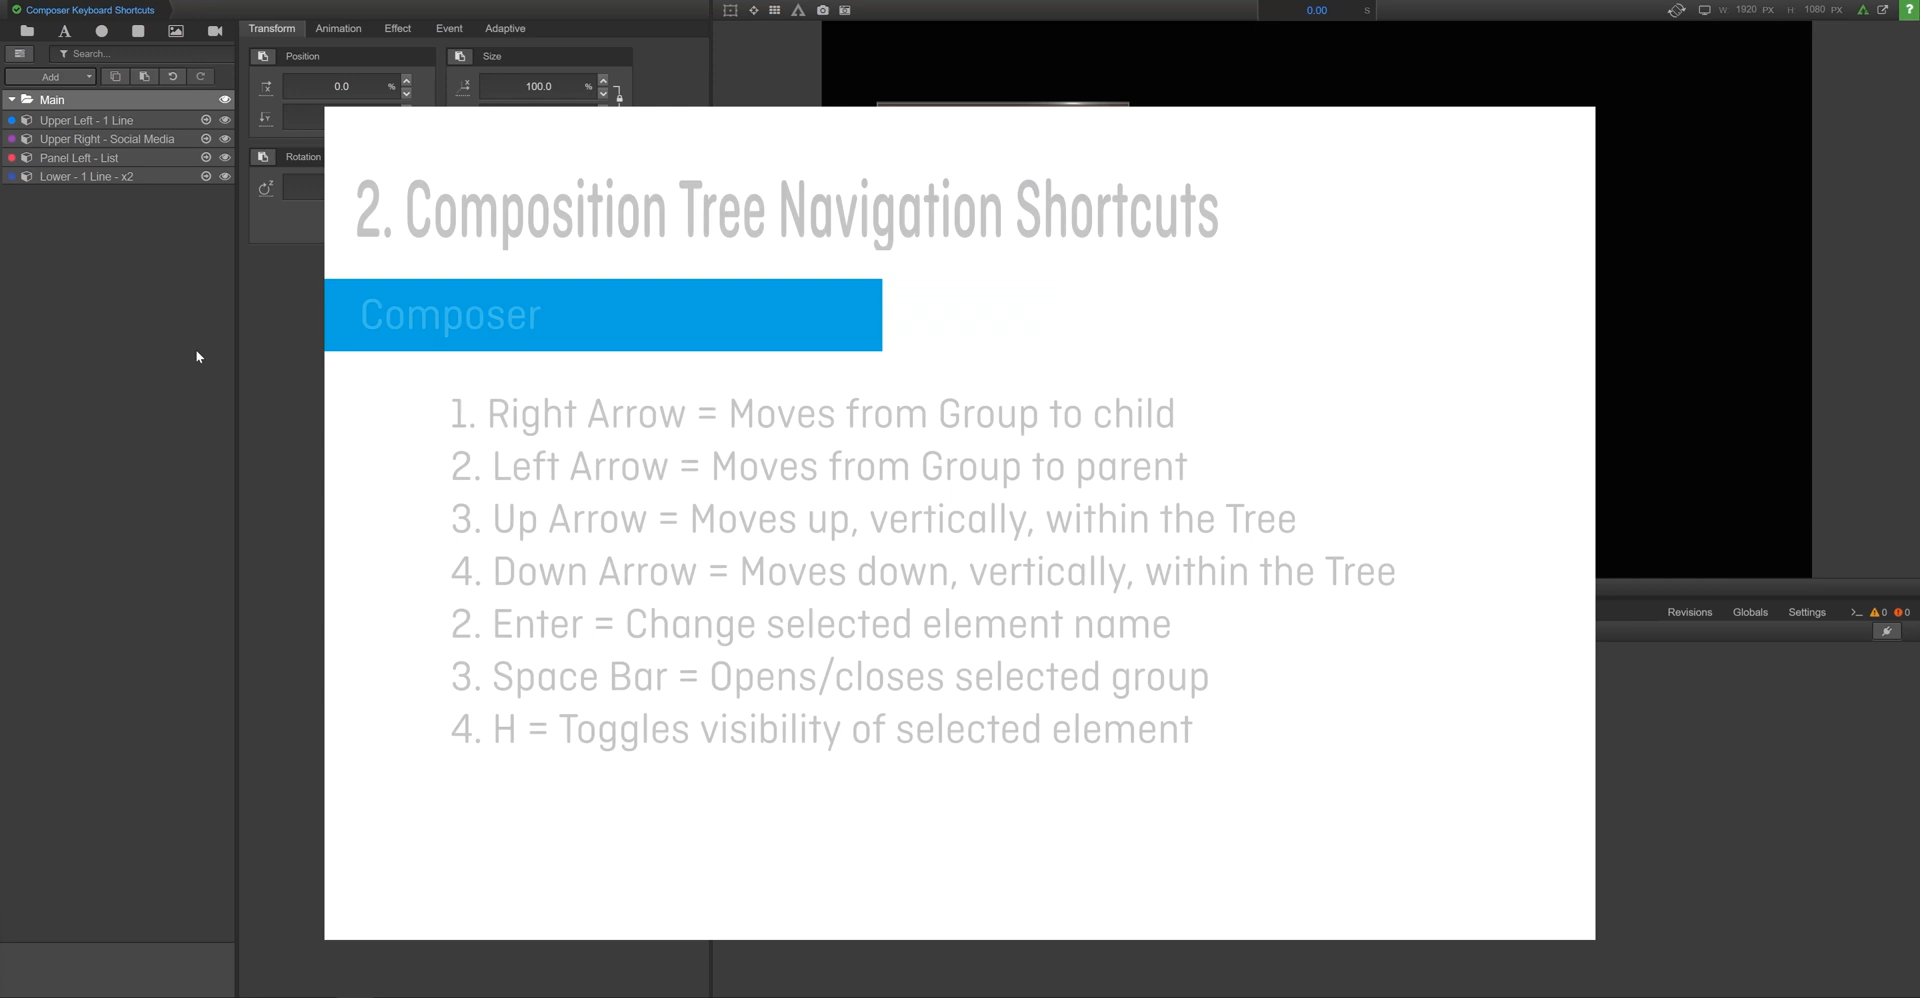 Composer Keyboard Shortcuts
0.00 S
W 1920 PX H 1080 PX
?
Transform Animation Effect Event Adaptive
Search...
Position
Size
Add
0.0 %
100.0 %
X
X
Main
Upper Left - 1 Line
Y
Upper Right - Social Media
Panel Left - List
Rotation
Lower - 1 Line - x2
Z
2. Composition Tree Navigation Shortcuts
Composer
1. Right Arrow = Moves from Group to child
2. Left Arrow = Moves from Group to parent
3. Up Arrow = Moves up, vertically, within the Tree
4. Down Arrow = Moves down, vertically, within the Tree
2. Enter = Change selected element name
3. Space Bar = Opens/closes selected group
4. H = Toggles visibility of selected element
Revisions Globals Settings >_ 0 0